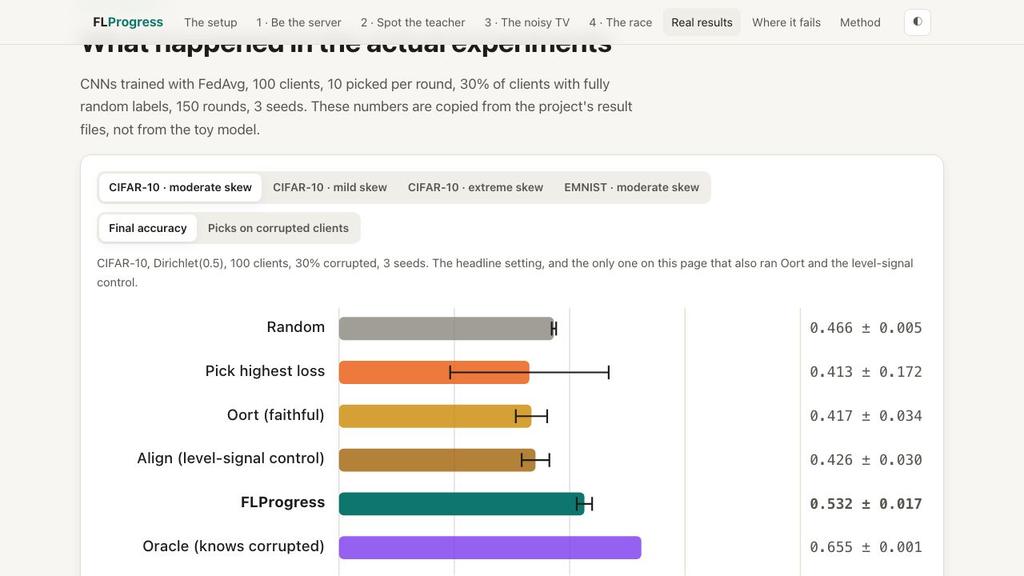 FLProgress
The setup
1 · Be the server
2 · Spot the teacher
3 · The noisy TV
4 · The race
Real results
Where it fails
Method
What happened in the actual experiments
CNNs trained with FedAvg, 100 clients, 10 picked per round, 30% of clients with fully
random labels, 150 rounds, 3 seeds. These numbers are copied from the project's result
files, not from the toy model.
CIFAR-10 · moderate skew
CIFAR-10 · mild skew
CIFAR-10 · extreme skew
EMNIST · moderate skew
Final accuracy
Picks on corrupted clients
CIFAR-10, Dirichlet(0.5), 100 clients, 30% corrupted, 3 seeds. The headline setting, and the only one on this page that also ran Oort and the level-signal
control.
Random 0.466 ± 0.005
Pick highest loss 0.413 ± 0.172
Oort (faithful) 0.417 ± 0.034
Align (level-signal control) 0.426 ± 0.030
FLProgress 0.532 ± 0.017
Oracle (knows corrupted) 0.655 ± 0.001